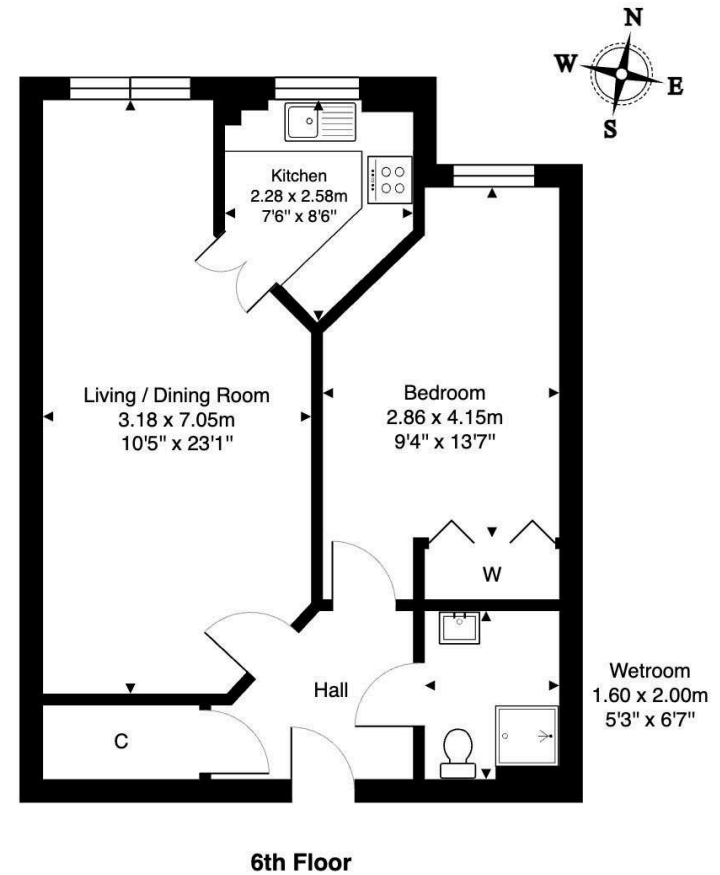 N
W
E
S
Kitchen
2.28 x 2.58m
7'6" x 8'6"
Living / Dining Room
3.18 x 7.05m
10'5" x 23'1"
Bedroom
2.86 x 4.15m
9'4" x 13'7"
W
Hall
Wetroom
1.60 x 2.00m
5'3" x 6'7"
C
6th Floor